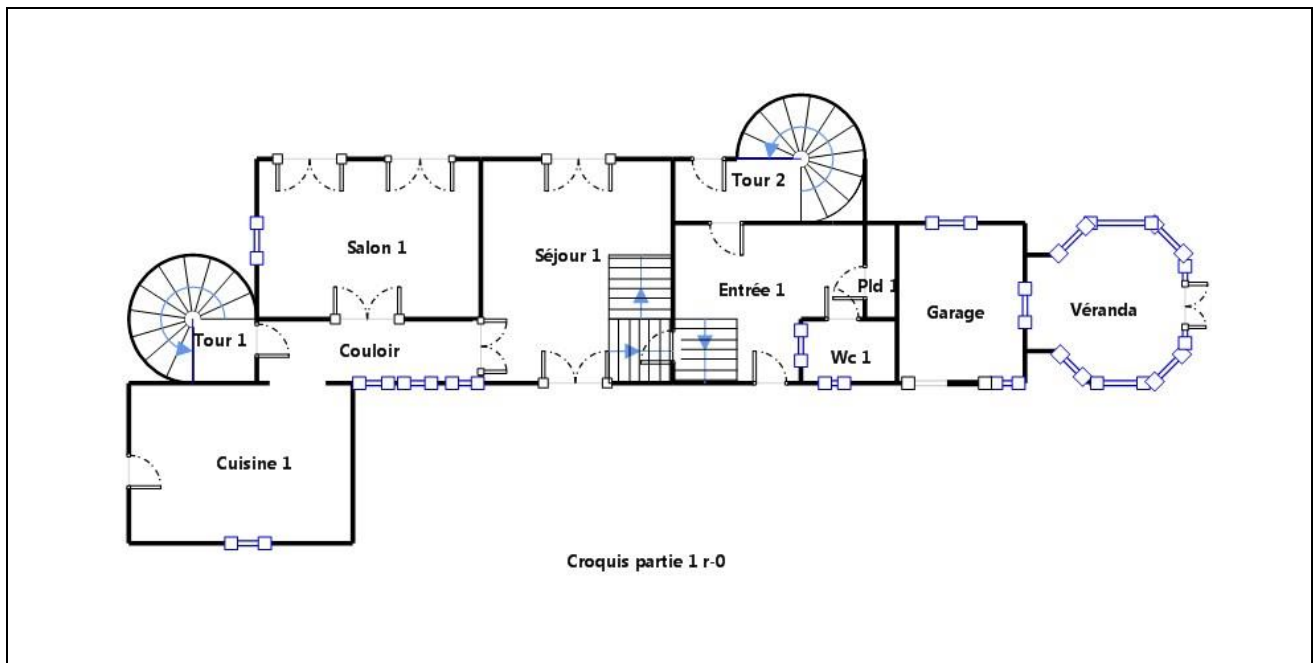 Tour 2
Salon 1
Séjour 1
Entrée 1
Pld 1
Garage
Véranda
Tour 1
Couloir
Wc 1
Cuisine 1
Croquis partie 1 r-0